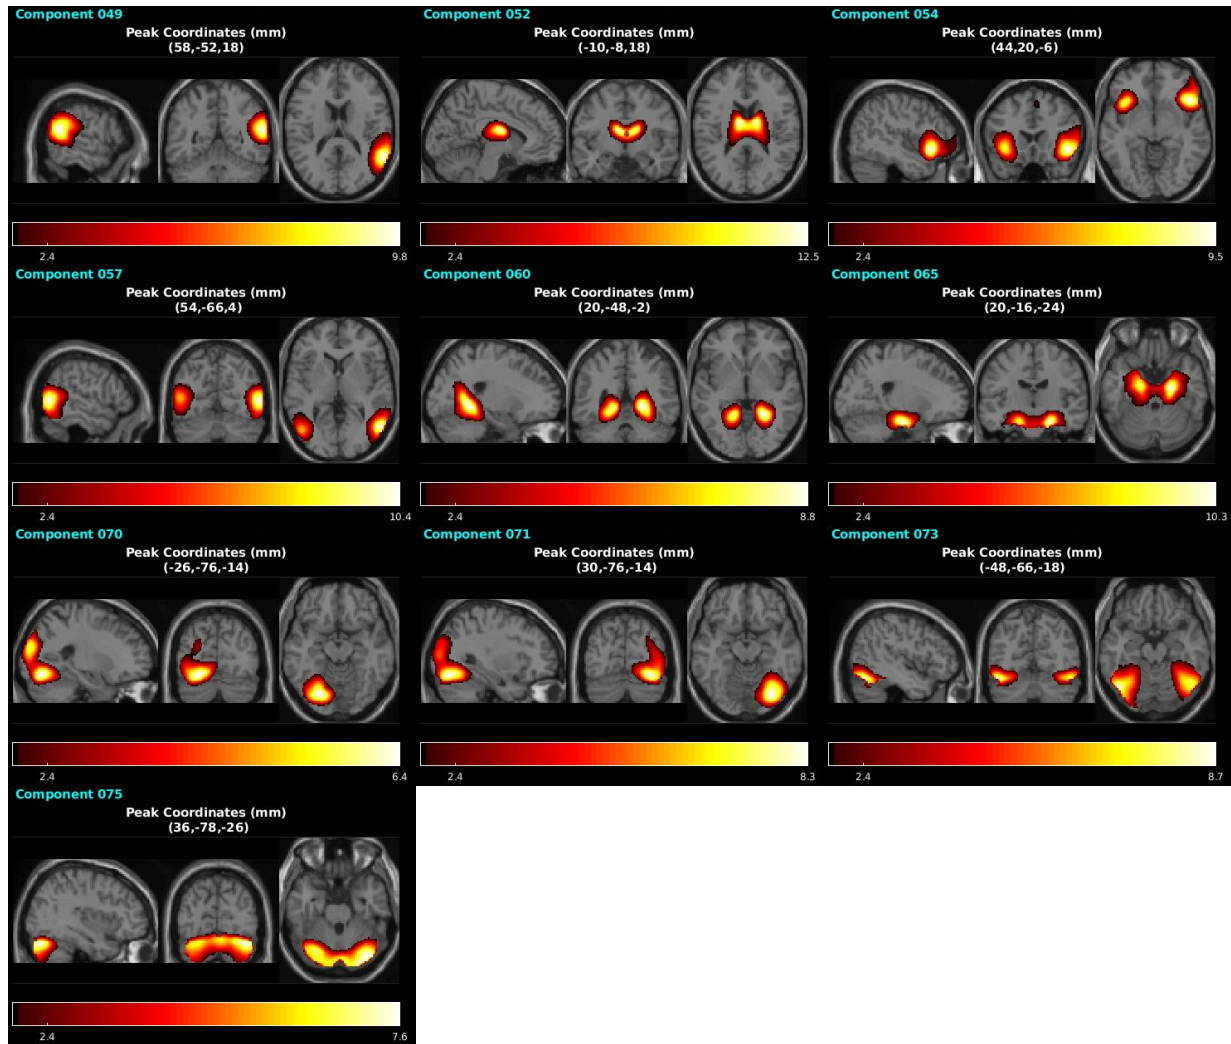 Component 049
Peak Coordinates (mm)
(58,-52,18)
2.4 9.8
Component 052
Peak Coordinates (mm)
(-10,-8,18)
2.4 12.5
Component 054
Peak Coordinates (mm)
(44,20,-6)
2.4 9.5
Component 057
Peak Coordinates (mm)
(54,-66,4)
2.4 10.4
Component 060
Peak Coordinates (mm)
(20,-48,-2)
2.4 8.8
Component 065
Peak Coordinates (mm)
(20,-16,-24)
2.4 10.3
Component 070
Peak Coordinates (mm)
(-26,-76,-14)
2.4 6.4
Component 071
Peak Coordinates (mm)
(30,-76,-14)
2.4 8.3
Component 073
Peak Coordinates (mm)
(-48,-66,-18)
2.4 8.7
Component 075
Peak Coordinates (mm)
(36,-78,-26)
2.4 7.6